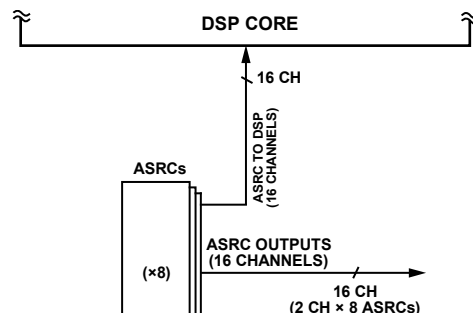 DSP CORE
16 CH
ASRC TO DSP
(16 CHANNELS)
ASRCs
(×8)
ASRC OUTPUTS
(16 CHANNELS)
16 CH
(2 CH × 8 ASRCs)